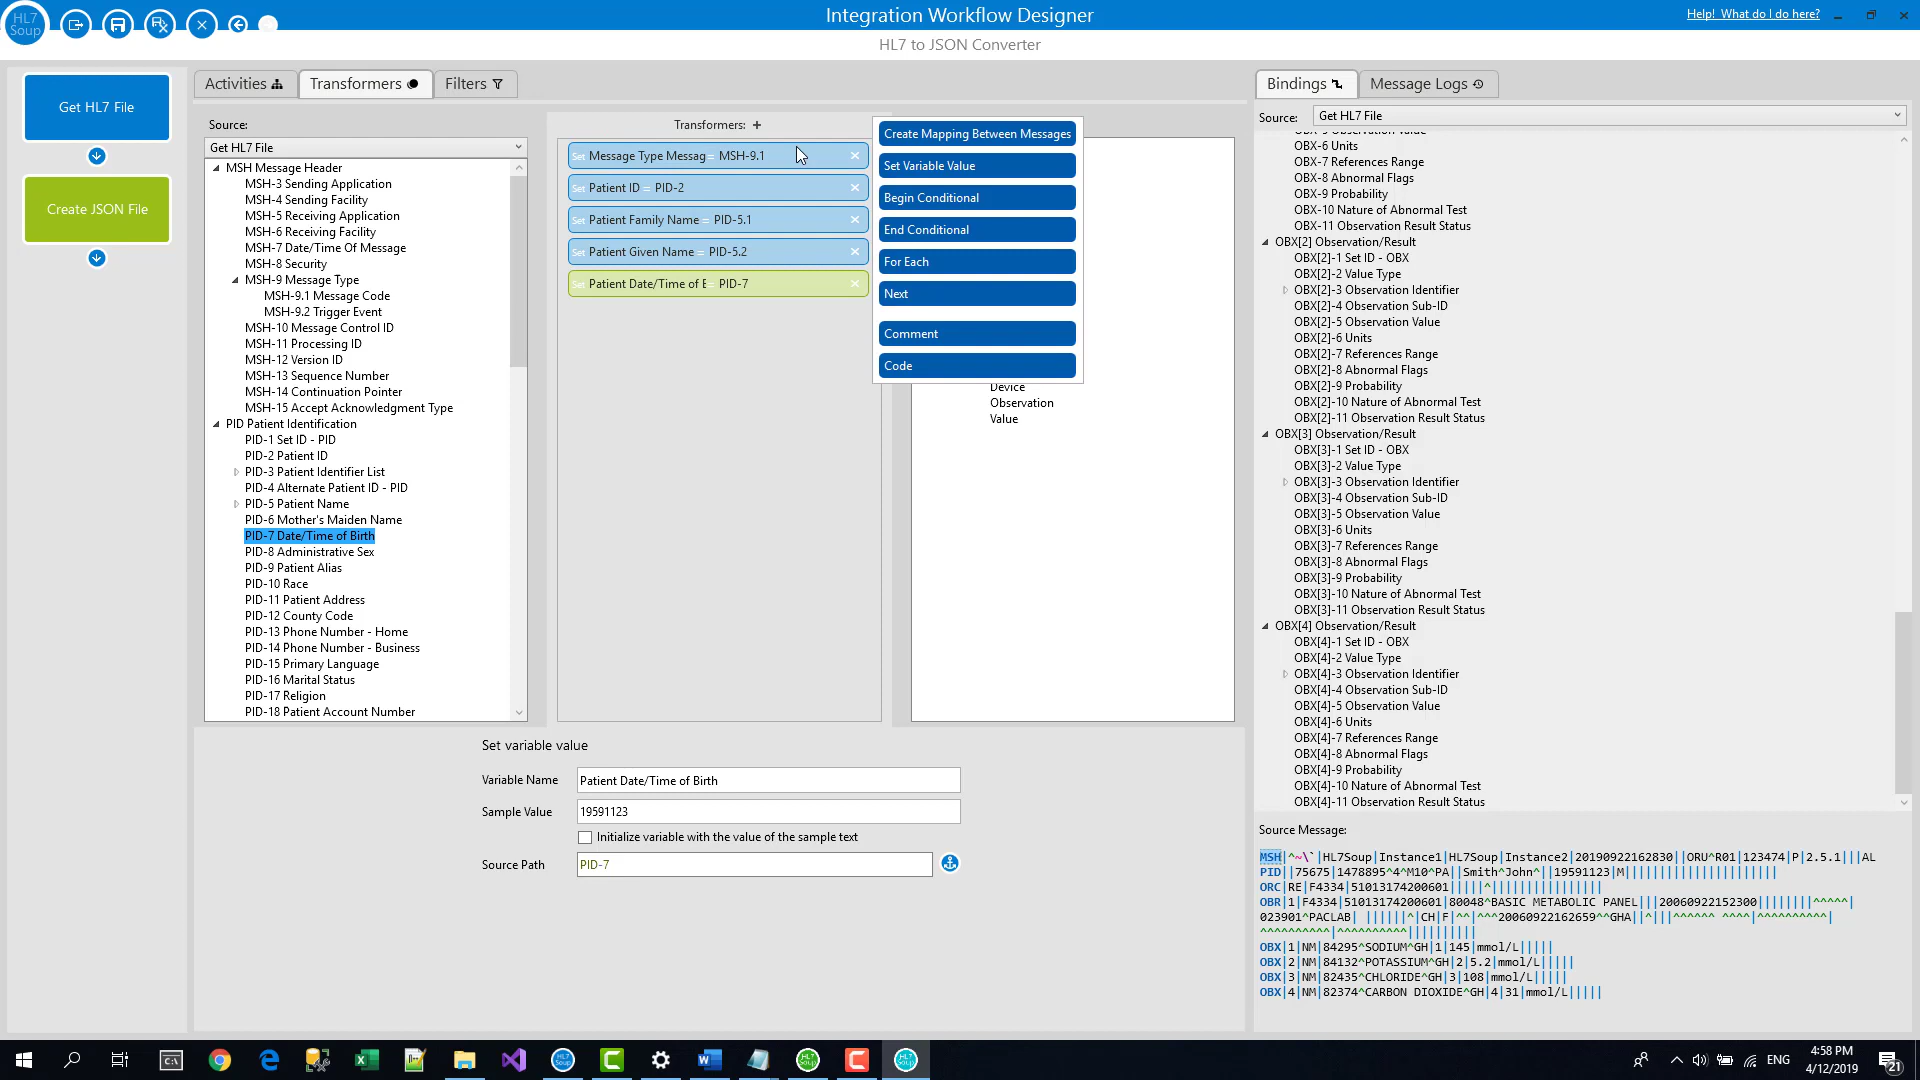 HL7
Soup
Integration Workflow Designer
Help! What do I do here?
HL7 to JSON Converter
Get HL7 File
Create JSON File
Activities
Transformers
Filters
Source:
Get HL7 File
MSH Message Header
MSH-3 Sending Application
MSH-4 Sending Facility
MSH-5 Receiving Application
MSH-6 Receiving Facility
MSH-7 Date/Time Of Message
MSH-8 Security
MSH-9 Message Type
MSH-9.1 Message Code
MSH-9.2 Trigger Event
MSH-10 Message Control ID
MSH-11 Processing ID
MSH-12 Version ID
MSH-13 Sequence Number
MSH-14 Continuation Pointer
MSH-15 Accept Acknowledgment Type
PID Patient Identification
PID-1 Set ID - PID
PID-2 Patient ID
PID-3 Patient Identifier List
PID-4 Alternate Patient ID - PID
PID-5 Patient Name
PID-6 Mother's Maiden Name
PID-7 Date/Time of Birth
PID-8 Administrative Sex
PID-9 Patient Alias
PID-10 Race
PID-11 Patient Address
PID-12 County Code
PID-13 Phone Number - Home
PID-14 Phone Number - Business
PID-15 Primary Language
PID-16 Marital Status
PID-17 Religion
PID-18 Patient Account Number
Transformers: +
Set Message Type Messag = MSH-9.1
Set Patient ID = PID-2
Set Patient Family Name = PID-5.1
Set Patient Given Name = PID-5.2
Set Patient Date/Time of B = PID-7
Create Mapping Between Messages
Set Variable Value
Begin Conditional
End Conditional
For Each
Next
Comment
Code
Device
Observation
Value
Set variable value
Variable Name Patient Date/Time of Birth
Sample Value 19591123
Initialize variable with the value of the sample text
Source Path PID-7
Bindings
Message Logs
Source: Get HL7 File
OBX-5 Observation Value
OBX-6 Units
OBX-7 References Range
OBX-8 Abnormal Flags
OBX-9 Probability
OBX-10 Nature of Abnormal Test
OBX-11 Observation Result Status
OBX[2] Observation/Result
OBX[2]-1 Set ID - OBX
OBX[2]-2 Value Type
OBX[2]-3 Observation Identifier
OBX[2]-4 Observation Sub-ID
OBX[2]-5 Observation Value
OBX[2]-6 Units
OBX[2]-7 References Range
OBX[2]-8 Abnormal Flags
OBX[2]-9 Probability
OBX[2]-10 Nature of Abnormal Test
OBX[2]-11 Observation Result Status
OBX[3] Observation/Result
OBX[3]-1 Set ID - OBX
OBX[3]-2 Value Type
OBX[3]-3 Observation Identifier
OBX[3]-4 Observation Sub-ID
OBX[3]-5 Observation Value
OBX[3]-6 Units
OBX[3]-7 References Range
OBX[3]-8 Abnormal Flags
OBX[3]-9 Probability
OBX[3]-10 Nature of Abnormal Test
OBX[3]-11 Observation Result Status
OBX[4] Observation/Result
OBX[4]-1 Set ID - OBX
OBX[4]-2 Value Type
OBX[4]-3 Observation Identifier
OBX[4]-4 Observation Sub-ID
OBX[4]-5 Observation Value
OBX[4]-6 Units
OBX[4]-7 References Range
OBX[4]-8 Abnormal Flags
OBX[4]-9 Probability
OBX[4]-10 Nature of Abnormal Test
OBX[4]-11 Observation Result Status
Source Message:
MSH|^~\`|HL7Soup|Instance1|HL7Soup|Instance2|20190922162830||ORU^R01|123474|P|2.5.1|||AL
PID||75675|1478895^4^M10^PA||Smith^John^||19591123|M||||||||||||||||||||||
ORC|RE|F4334|51013174200601|||||^||||||||||||||||
OBR|1|F4334|51013174200601|80048^BASIC METABOLIC PANEL|||20060922152300||||||||^^^^^|
023901^PACLAB| ||||||^|CH|F|^^|^^^20060922162659^^GHA||^|||^^^^^^ ^^^^|^^^^^^^^^^|
^^^^^^^^^^|^^^^^^^^^^||||||||||
OBX|1|NM|84295^SODIUM^GH|1|145|mmol/L|||||
OBX|2|NM|84132^POTASSIUM^GH|2|5.2|mmol/L|||||
OBX|3|NM|82435^CHLORIDE^GH|3|108|mmol/L|||||
OBX|4|NM|82374^CARBON DIOXIDE^GH|4|31|mmol/L|||||
ENG
4:58 PM
4/12/2019
21